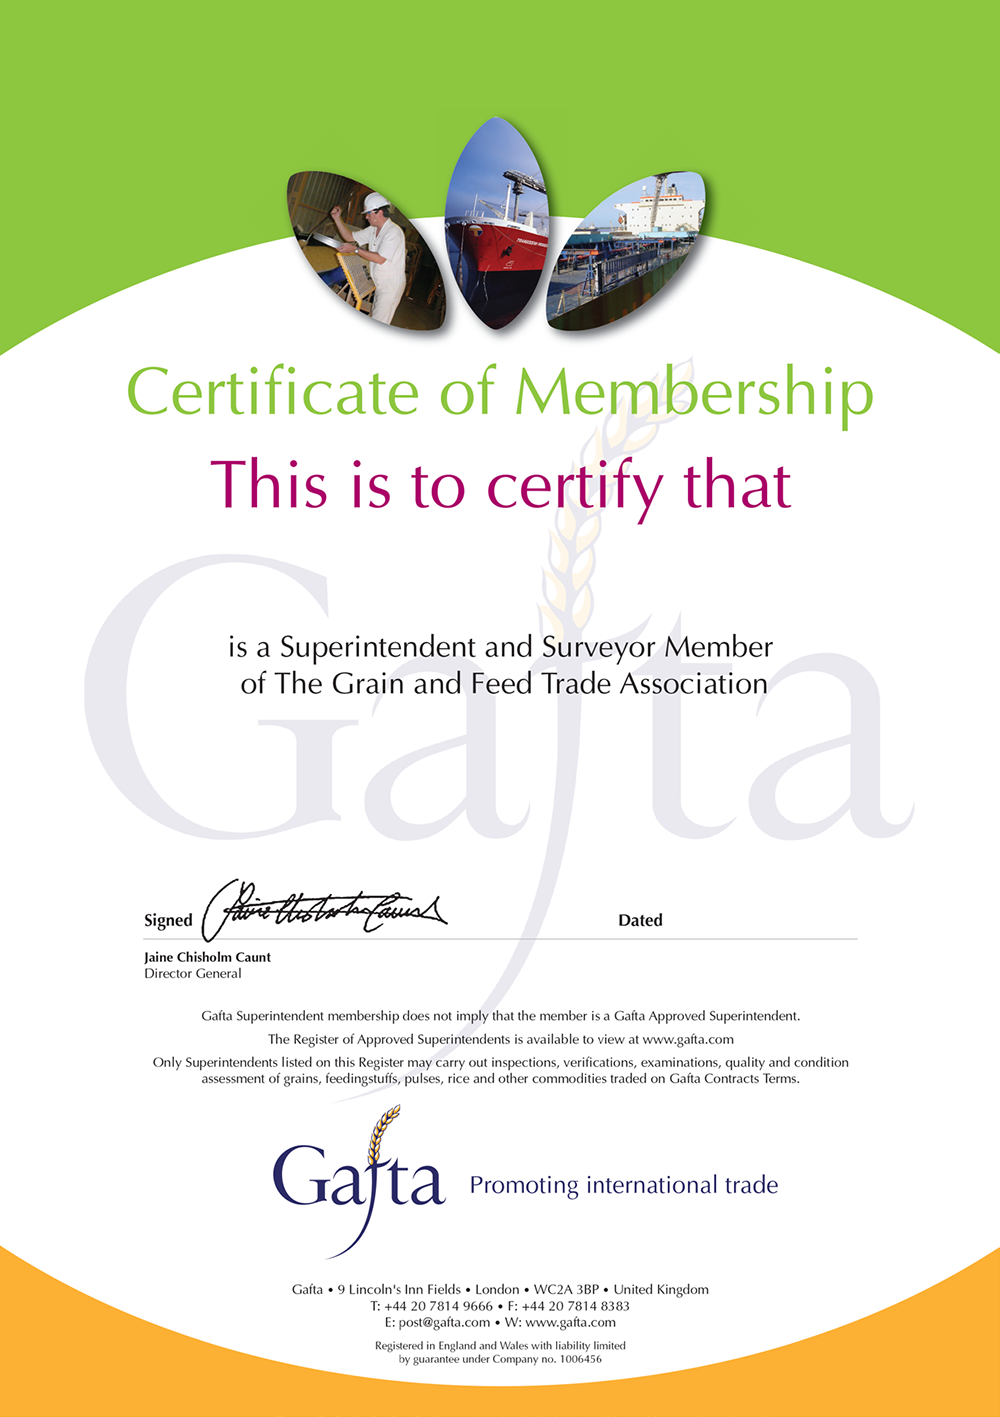 Certificate of Membership
This is to certify that
Gafta
is a Superintendent and Surveyor Member
of The Grain and Feed Trade Association
Signed Jaine Chisholm Caunt Dated
Jaine Chisholm Caunt
Director General
Gafta Superintendent membership does not imply that the member is a Gafta Approved Superintendent.
The Register of Approved Superintendents is available to view at www.gafta.com
Only Superintendents listed on this Register may carry out inspections, verifications, examinations, quality and condition
assessment of grains, feedingstuffs, pulses, rice and other commodities traded on Gafta Contracts Terms.
Gafta Promoting international trade
Gafta • 9 Lincoln's Inn Fields • London • WC2A 3BP • United Kingdom
T: +44 20 7814 9666 • F: +44 20 7814 8383
E: post@gafta.com • W: www.gafta.com
Registered in England and Wales with liability limited
by guarantee under Company no. 1006456